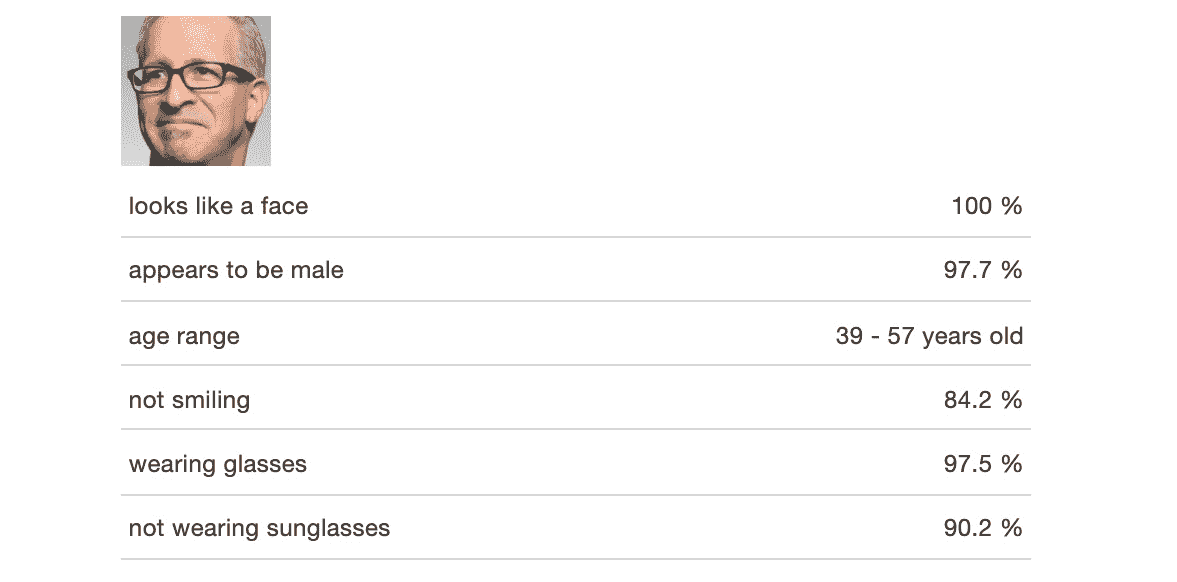 looks like a face 100 %
appears to be male 97.7 %
age range 39 - 57 years old
not smiling 84.2 %
wearing glasses 97.5 %
not wearing sunglasses 90.2 %